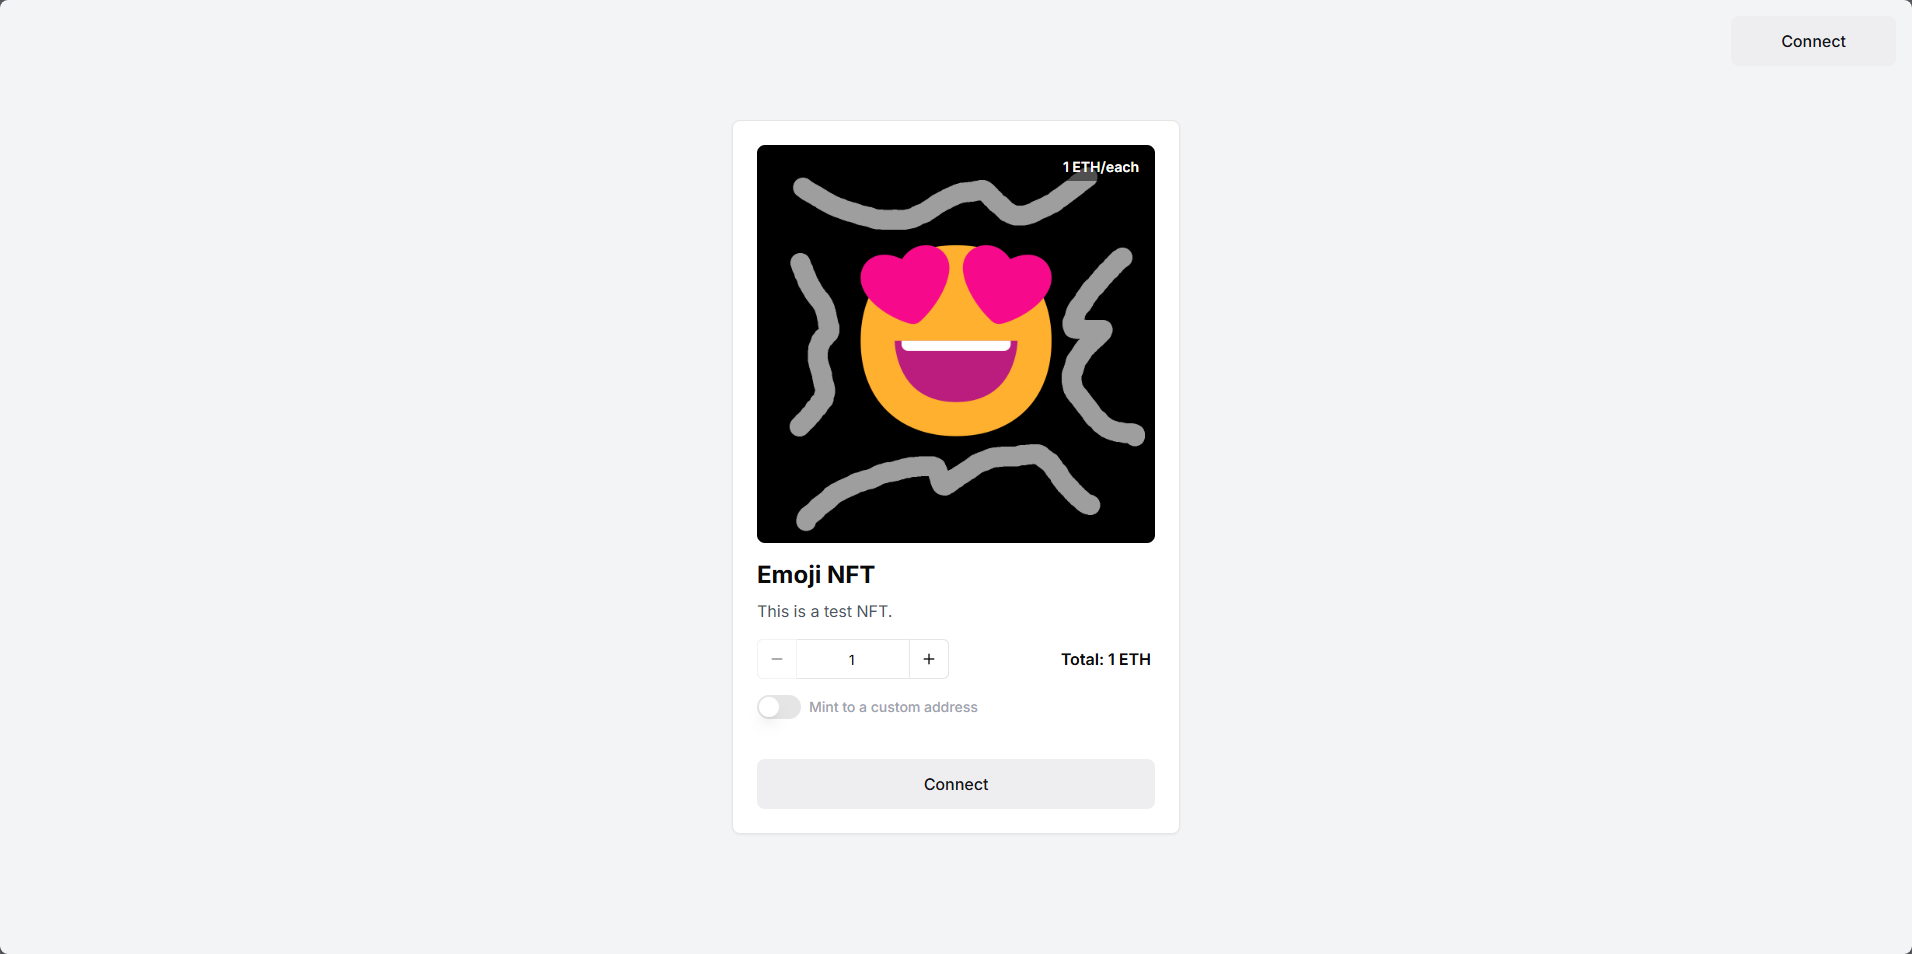 Connect
1 ETH/each
Emoji NFT
This is a test NFT.
− 1 + Total: 1 ETH
Mint to a custom address
Connect